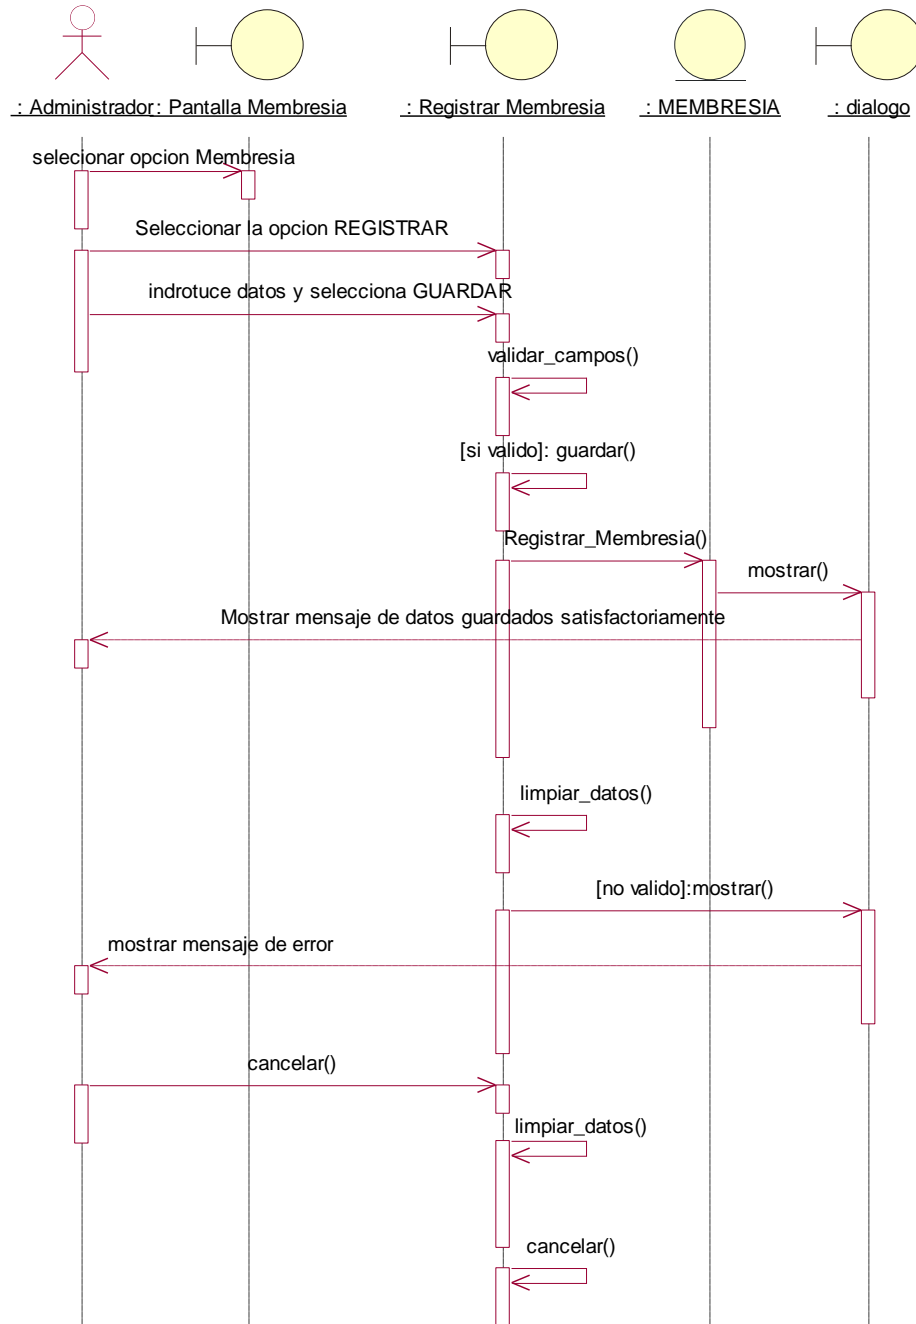 : Administrador
: Pantalla Membresia
: Registrar Membresia
: MEMBRESIA
: dialogo
selecionar opcion Membresia
Seleccionar la opcion REGISTRAR
indrotuce datos y selecciona GUARDAR
validar_campos()
[si valido]: guardar()
Registrar_Membresia()
mostrar()
Mostrar mensaje de datos guardados satisfactoriamente
limpiar_datos()
[no valido]:mostrar()
mostrar mensaje de error
cancelar()
limpiar_datos()
cancelar()